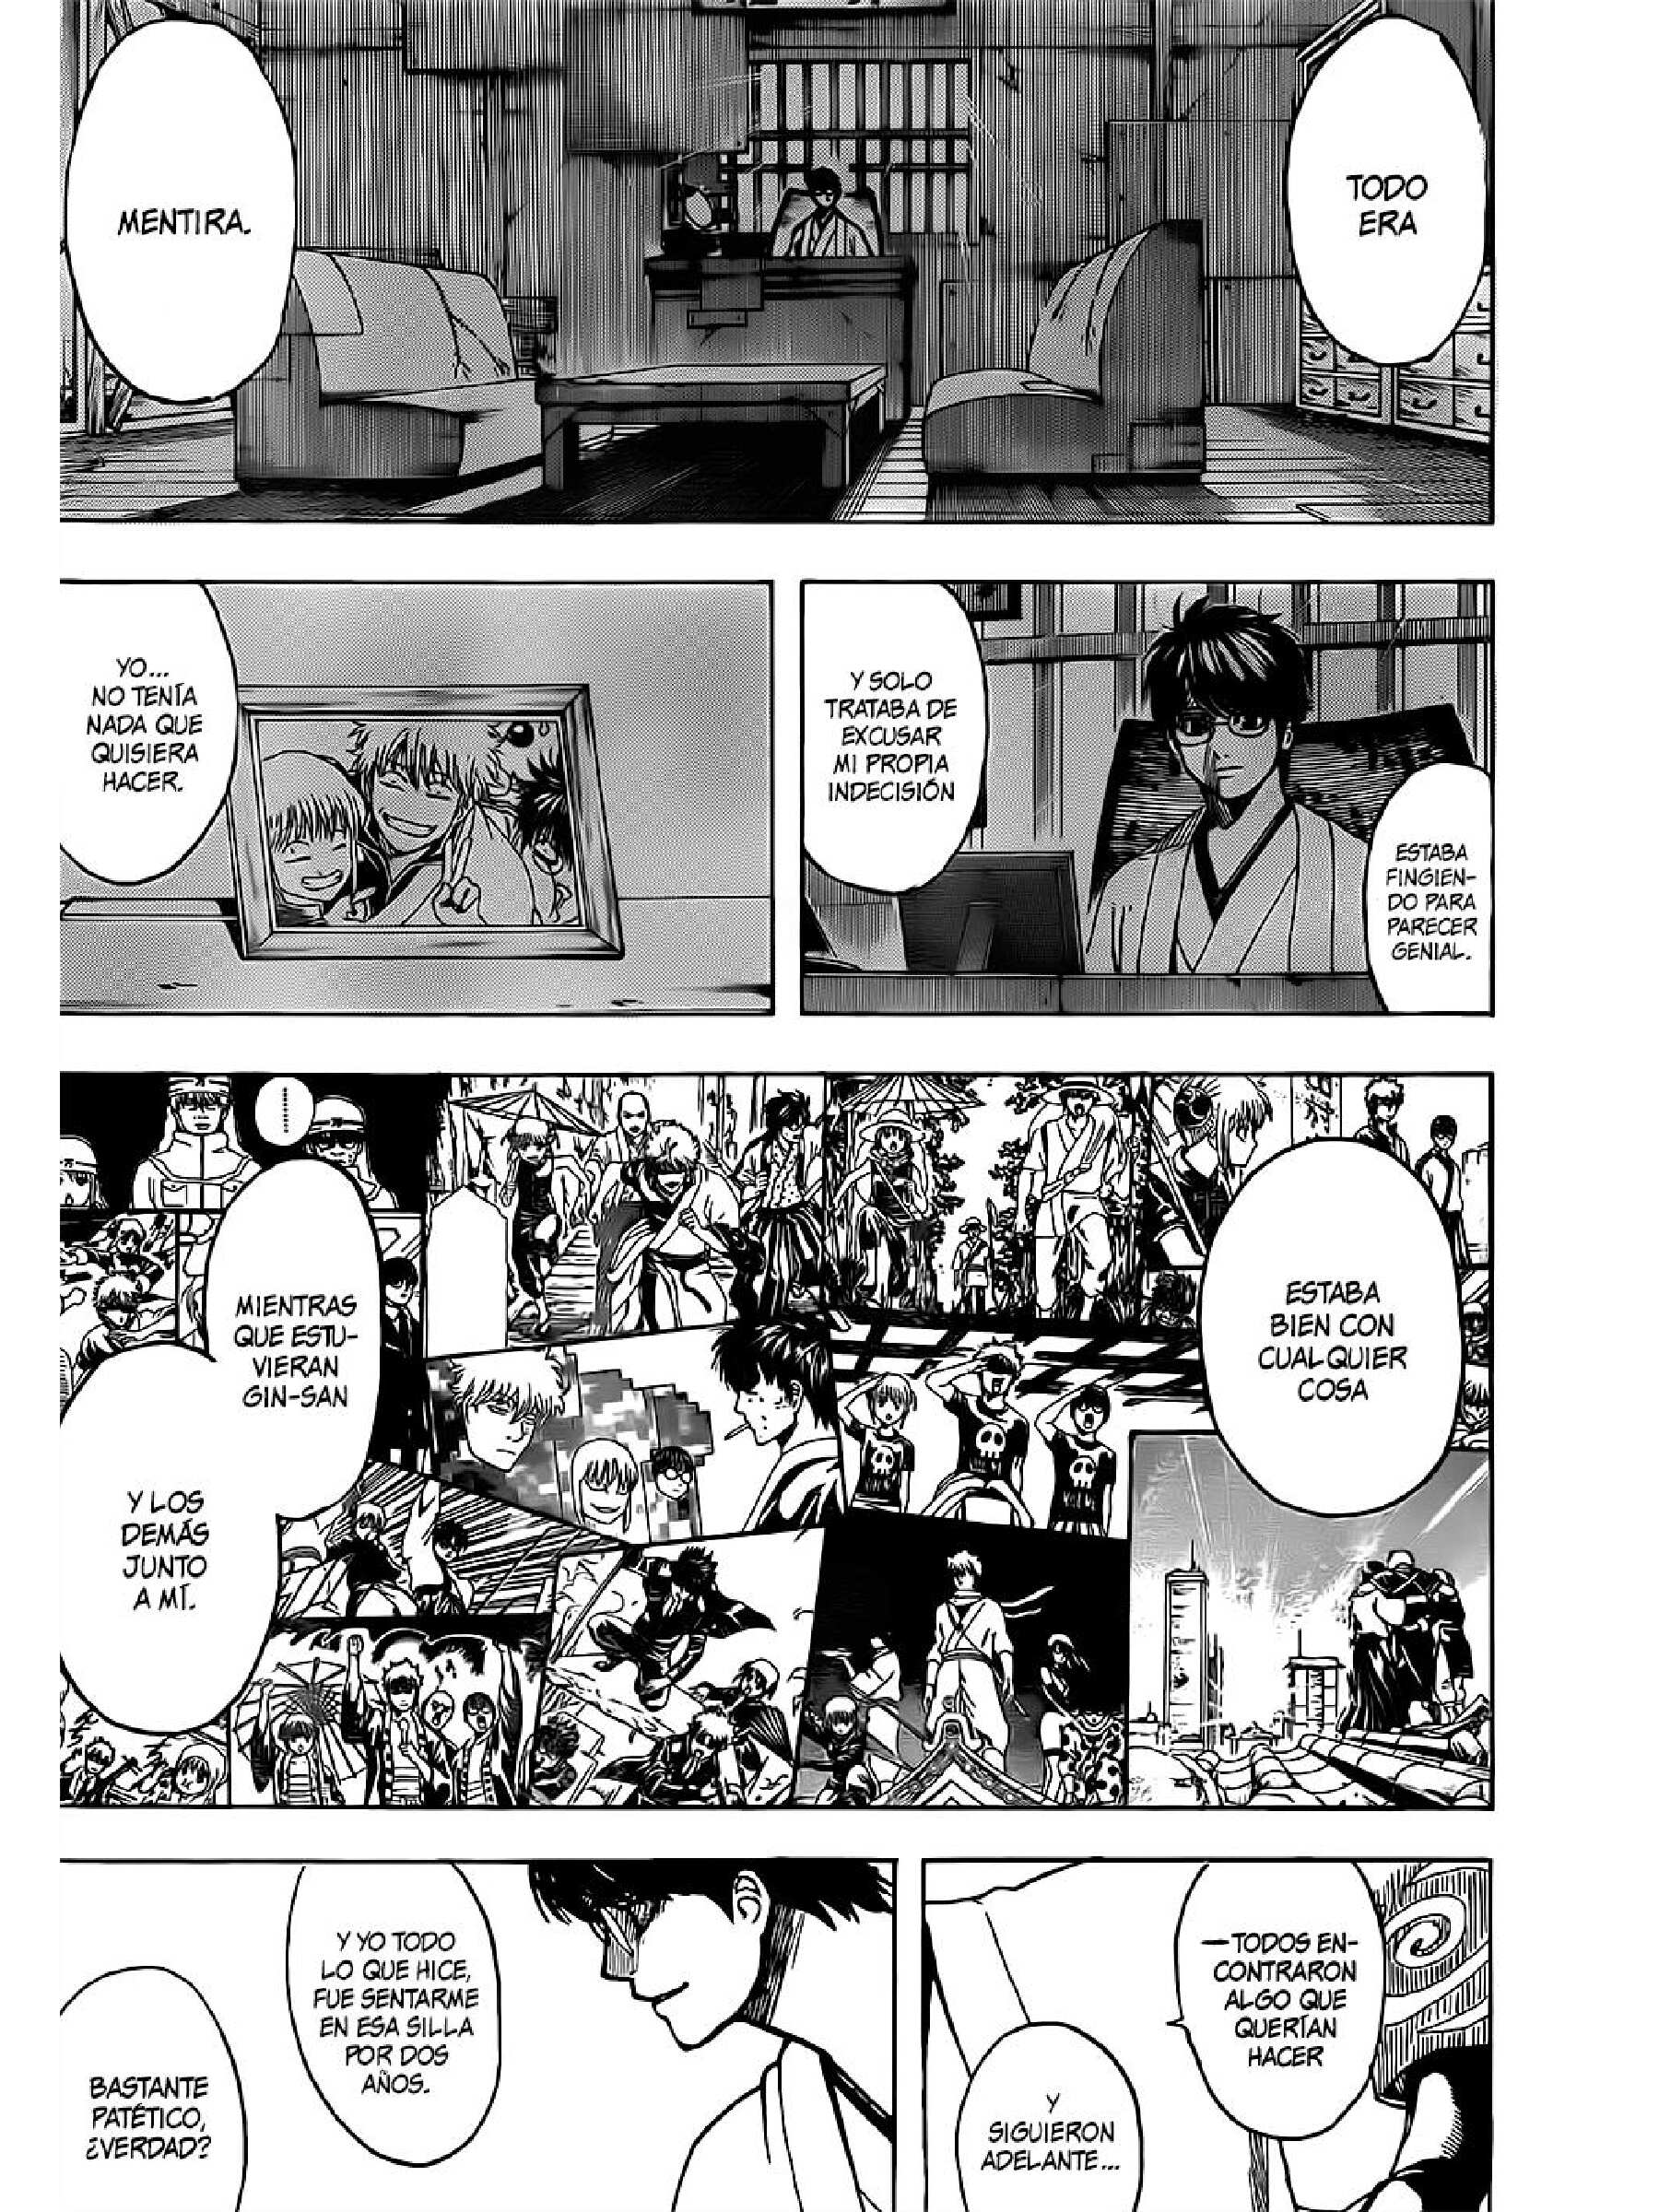 TODO
ERA
MENTIRA.
ESTABA
FINGIEN-
DO PARA
PARECER
GENIAL.
Y SOLO
TRATABA DE
EXCUSAR
MI PROPIA
INDECISIÓN
YO...
NO TENÍA
NADA QUE
QUISIERA
HACER.
ESTABA
BIEN CON
CUALQUIER
COSA
MIENTRAS
QUE ESTU-
VIERAN
GIN-SAN
Y LOS
DEMÁS
JUNTO
A MÍ.
—TODOS EN-
CONTRARON
ALGO QUE
QUERÍAN
HACER
Y
SIGUIERON
ADELANTE...
Y YO TODO
LO QUE HICE,
FUE SENTARME
EN ESA SILLA
POR DOS
AÑOS.
BASTANTE
PATÉTICO,
¿VERDAD?